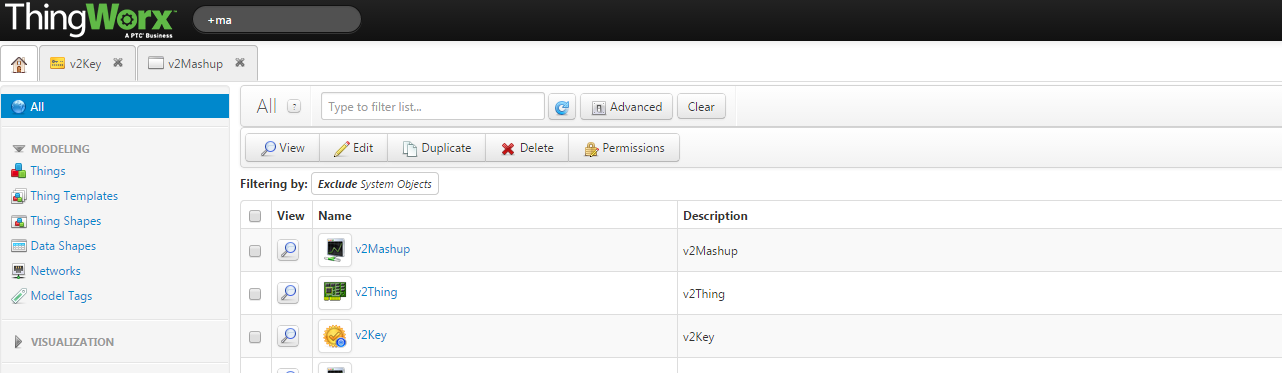 ThingWorx
A PTC Business
+ma
v2Key
v2Mashup
All
All ?
Type to filter list...
Advanced
Clear
MODELING
Things
Thing Templates
Thing Shapes
Data Shapes
Networks
Model Tags
VISUALIZATION
View
Edit
Duplicate
Delete
Permissions
Filtering by: Exclude System Objects
View Name Description
v2Mashup v2Mashup
v2Thing v2Thing
v2Key v2Key